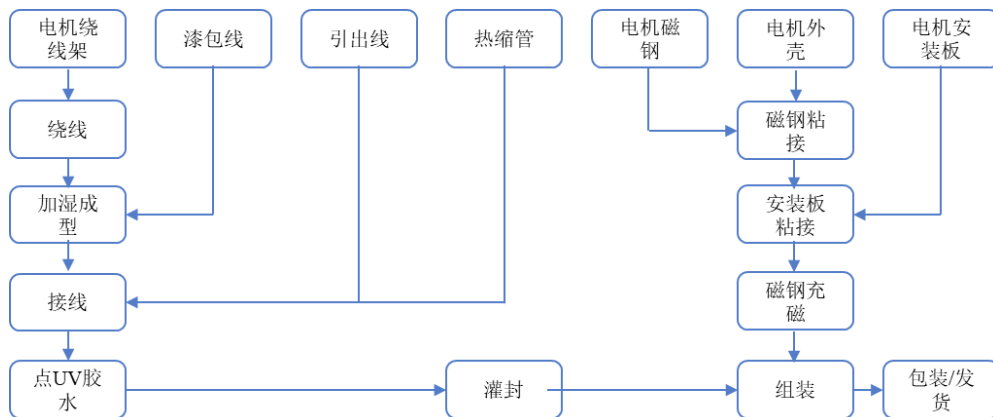 电机绕
线架
漆包线
引出线
热缩管
电机磁
钢
电机外
壳
电机安
装板
绕线
磁钢粘
接
加湿成
型
安装板
粘接
接线
磁钢充
磁
点UV胶
水
灌封
组装
包装/发
货